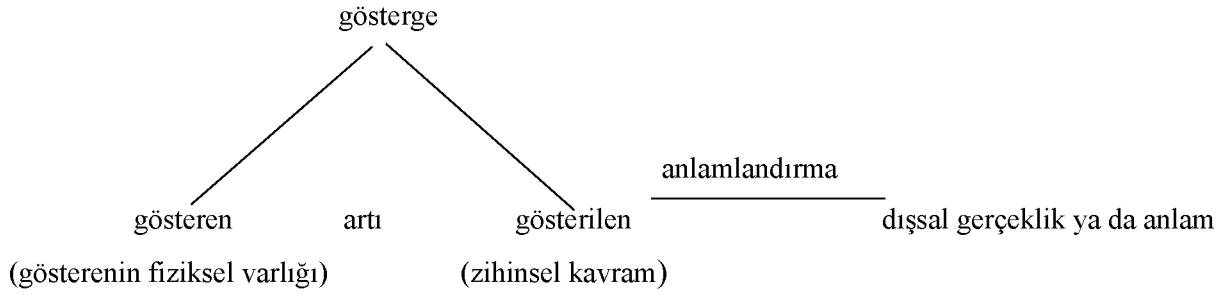 gösterge
anlamlandırma
gösteren artı gösterilen dışsal gerçeklik ya da anlam
(gösterenin fiziksel varlığı) (zihinsel kavram)